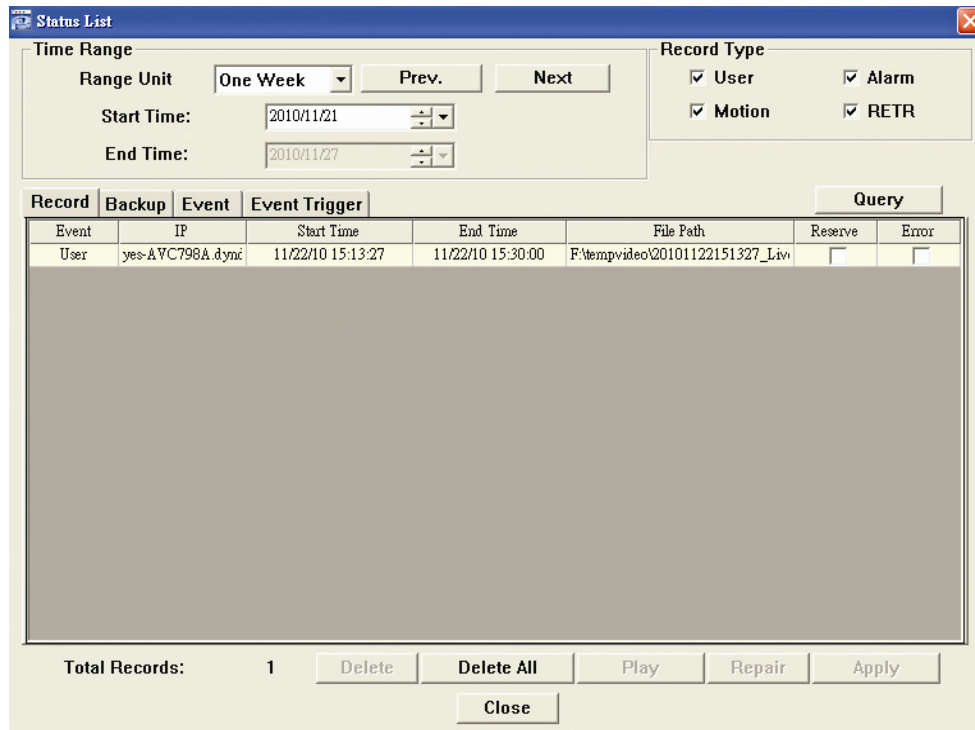 Status List
Time Range
Record Type
Range Unit One Week Prev. Next
User Alarm
Start Time: 2010/11/21
Motion RETR
End Time: 2010/11/27
Record Backup Event Event Trigger Query
Event IP Start Time End Time File Path Reserve Error
User yes-AVC798A.dyn 11/22/10 15:13:27 11/22/10 15:30:00 F:\tempvideo\20101122151327_Liv
Total Records: 1 Delete Delete All Play Repair Apply
Close